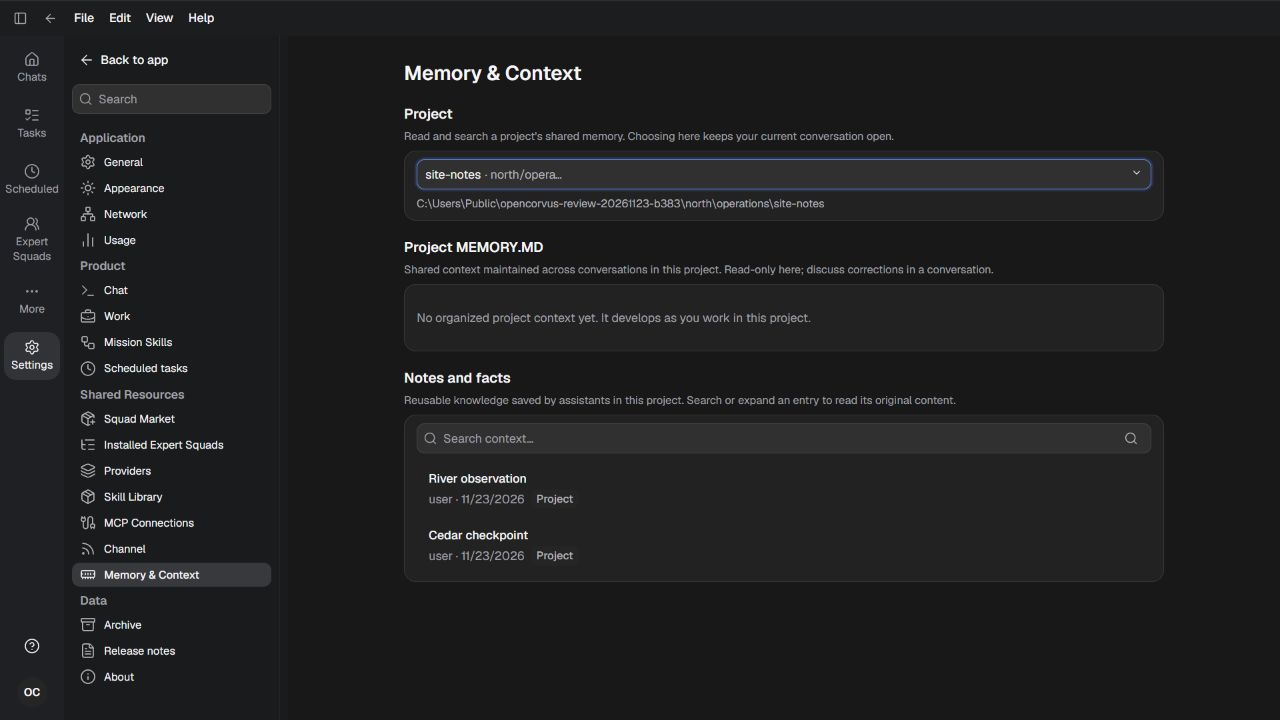 File Edit View Help
Chats
Tasks
Scheduled
Expert
Squads
More
Settings
OC
Back to app
Search
Application
General
Appearance
Network
Usage
Product
Chat
Work
Mission Skills
Scheduled tasks
Shared Resources
Squad Market
Installed Expert Squads
Providers
Skill Library
MCP Connections
Channel
Memory & Context
Data
Archive
Release notes
About
Memory & Context
Project
Read and search a project's shared memory. Choosing here keeps your current conversation open.
site-notes · north/opera...
C:\Users\Public\opencorvus-review-20261123-b383\north\operations\site-notes
Project MEMORY.MD
Shared context maintained across conversations in this project. Read-only here; discuss corrections in a conversation.
No organized project context yet. It develops as you work in this project.
Notes and facts
Reusable knowledge saved by assistants in this project. Search or expand an entry to read its original content.
Search context...
River observation
user · 11/23/2026 Project
Cedar checkpoint
user · 11/23/2026 Project